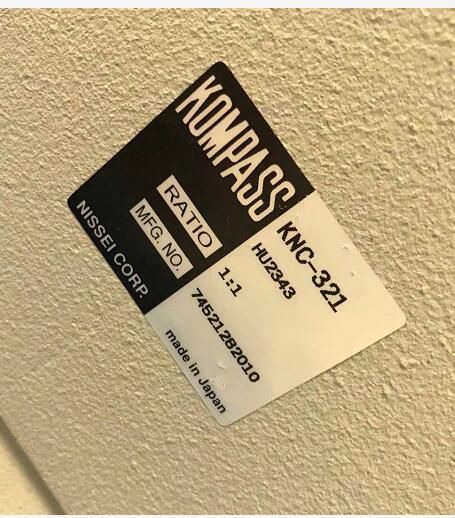 KOMPASS KNC-321
HU2343
RATIO 1:1
MFG. NO. 74521282010
NISSEI CORP. made in Japan